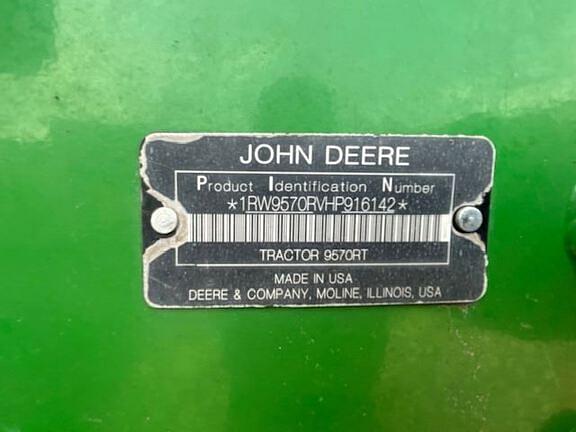 JOHN DEERE
Product Identification Number
*1RW9570RVHP916142*
TRACTOR 9570RT
MADE IN USA
DEERE & COMPANY, MOLINE, ILLINOIS, USA